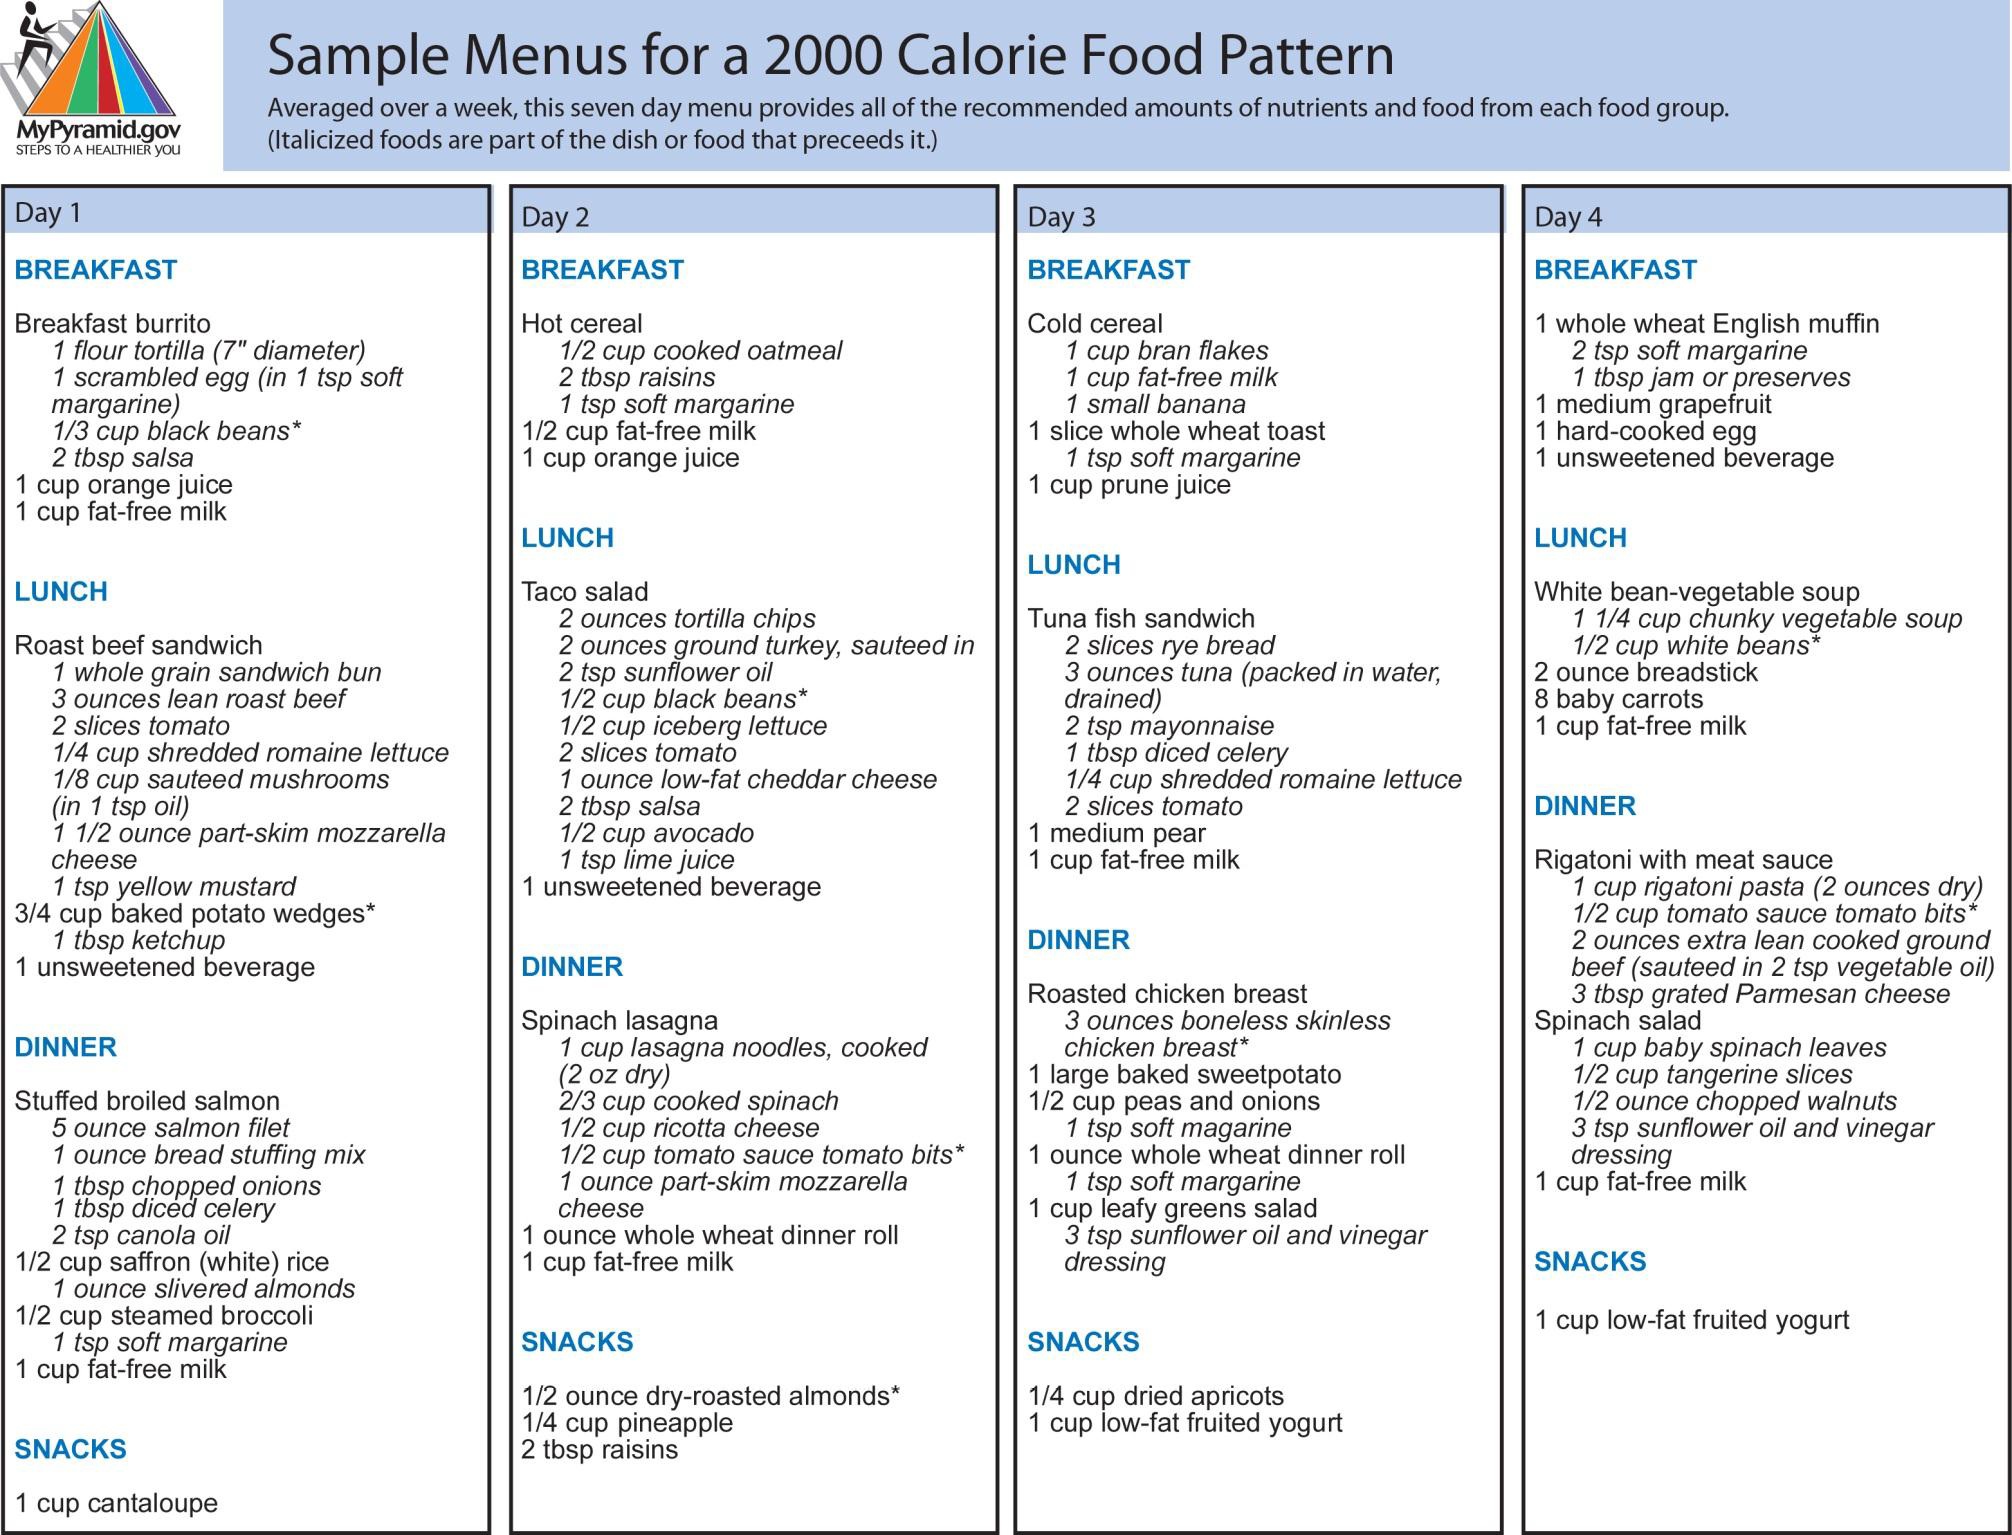 MyPyramid.gov
STEPS TO A HEALTHIER YOU
Sample Menus for a 2000 Calorie Food Pattern
Averaged over a week, this seven day menu provides all of the recommended amounts of nutrients and food from each food group.
(Italicized foods are part of the dish or food that preceeds it.)
Day 1
BREAKFAST
Breakfast burrito
1 flour tortilla (7" diameter)
1 scrambled egg (in 1 tsp soft
margarine)
1/3 cup black beans*
2 tbsp salsa
1 cup orange juice
1 cup fat-free milk
LUNCH
Roast beef sandwich
1 whole grain sandwich bun
3 ounces lean roast beef
2 slices tomato
1/4 cup shredded romaine lettuce
1/8 cup sauteed mushrooms
(in 1 tsp oil)
1 1/2 ounce part-skim mozzarella
cheese
1 tsp yellow mustard
3/4 cup baked potato wedges*
1 tbsp ketchup
1 unsweetened beverage
DINNER
Stuffed broiled salmon
5 ounce salmon filet
1 ounce bread stuffing mix
1 tbsp chopped onions
1 tbsp diced celery
2 tsp canola oil
1/2 cup saffron (white) rice
1 ounce slivered almonds
1/2 cup steamed broccoli
1 tsp soft margarine
1 cup fat-free milk
SNACKS
1 cup cantaloupe
Day 2
BREAKFAST
Hot cereal
1/2 cup cooked oatmeal
2 tbsp raisins
1 tsp soft margarine
1/2 cup fat-free milk
1 cup orange juice
LUNCH
Taco salad
2 ounces tortilla chips
2 ounces ground turkey, sauteed in
2 tsp sunflower oil
1/2 cup black beans*
1/2 cup iceberg lettuce
2 slices tomato
1 ounce low-fat cheddar cheese
2 tbsp salsa
1/2 cup avocado
1 tsp lime juice
1 unsweetened beverage
DINNER
Spinach lasagna
1 cup lasagna noodles, cooked
(2 oz dry)
2/3 cup cooked spinach
1/2 cup ricotta cheese
1/2 cup tomato sauce tomato bits*
1 ounce part-skim mozzarella
cheese
1 ounce whole wheat dinner roll
1 cup fat-free milk
SNACKS
1/2 ounce dry-roasted almonds*
1/4 cup pineapple
2 tbsp raisins
Day 3
BREAKFAST
Cold cereal
1 cup bran flakes
1 cup fat-free milk
1 small banana
1 slice whole wheat toast
1 tsp soft margarine
1 cup prune juice
LUNCH
Tuna fish sandwich
2 slices rye bread
3 ounces tuna (packed in water,
drained)
2 tsp mayonnaise
1 tbsp diced celery
1/4 cup shredded romaine lettuce
2 slices tomato
1 medium pear
1 cup fat-free milk
DINNER
Roasted chicken breast
3 ounces boneless skinless
chicken breast*
1 large baked sweetpotato
1/2 cup peas and onions
1 tsp soft magarine
1 ounce whole wheat dinner roll
1 tsp soft margarine
1 cup leafy greens salad
3 tsp sunflower oil and vinegar
dressing
SNACKS
1/4 cup dried apricots
1 cup low-fat fruited yogurt
Day 4
BREAKFAST
1 whole wheat English muffin
2 tsp soft margarine
1 tbsp jam or preserves
1 medium grapefruit
1 hard-cooked egg
1 unsweetened beverage
LUNCH
White bean-vegetable soup
1 1/4 cup chunky vegetable soup
1/2 cup white beans*
2 ounce breadstick
8 baby carrots
1 cup fat-free milk
DINNER
Rigatoni with meat sauce
1 cup rigatoni pasta (2 ounces dry)
1/2 cup tomato sauce tomato bits*
2 ounces extra lean cooked ground
beef (sauteed in 2 tsp vegetable oil)
3 tbsp grated Parmesan cheese
Spinach salad
1 cup baby spinach leaves
1/2 cup tangerine slices
1/2 ounce chopped walnuts
3 tsp sunflower oil and vinegar
dressing
1 cup fat-free milk
SNACKS
1 cup low-fat fruited yogurt